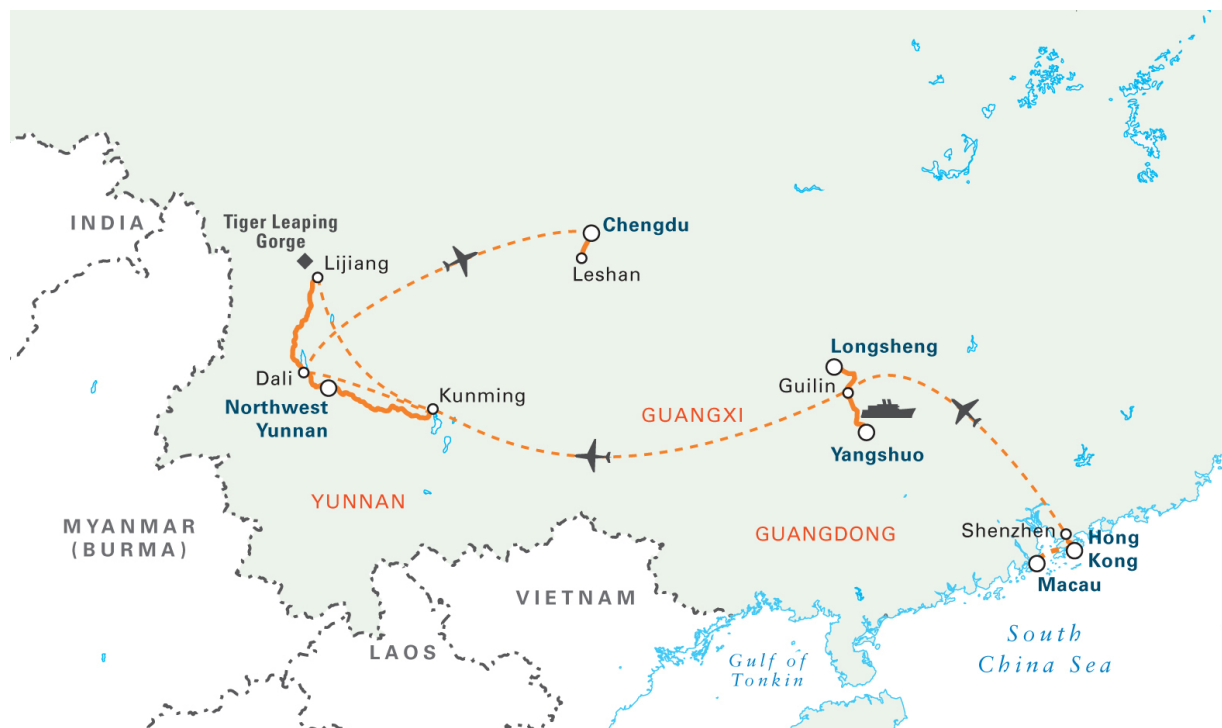 INDIA
Tiger Leaping
Gorge
Lijiang
Chengdu
Leshan
Longsheng
Dali
Guilin
Northwest
Yunnan
Kunming
GUANGXI
Yangshuo
YUNNAN
MYANMAR
(BURMA)
GUANGDONG
Shenzhen
Hong
Kong
Macau
VIETNAM
LAOS
Gulf of
Tonkin
South
China Sea